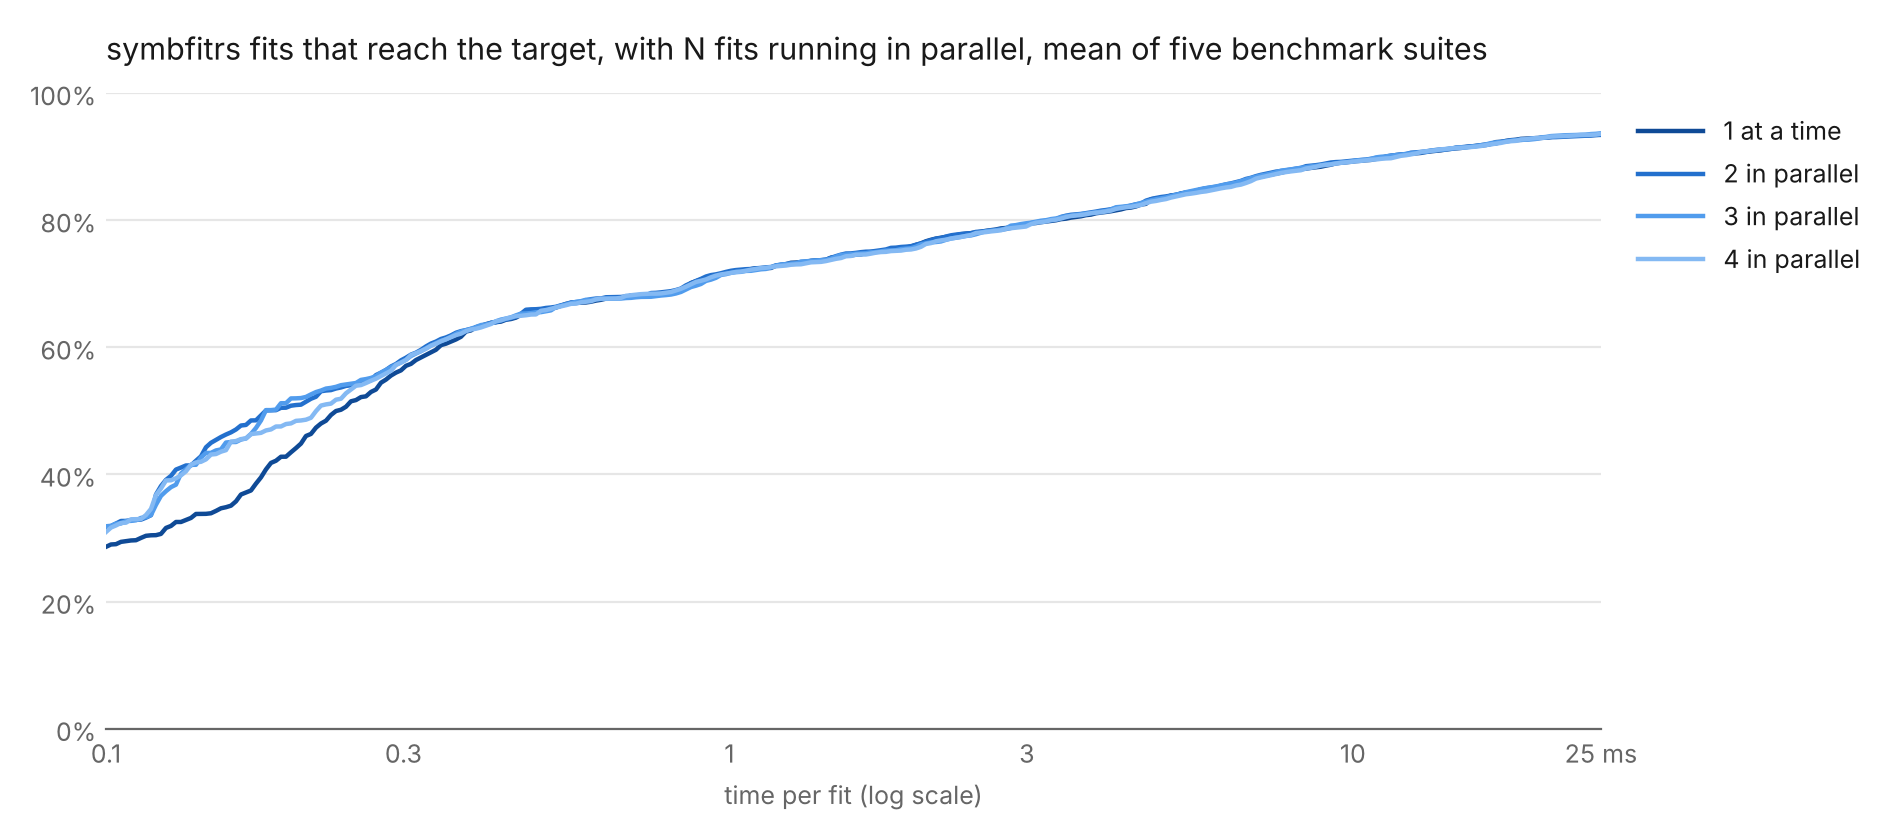 symbfitrs fits that reach the target, with N fits running in parallel, mean of five benchmark suites
100%
80%
60%
40%
20%
0%
0.1
0.3
1
3
10
25 ms
time per fit (log scale)
1 at a time
2 in parallel
3 in parallel
4 in parallel